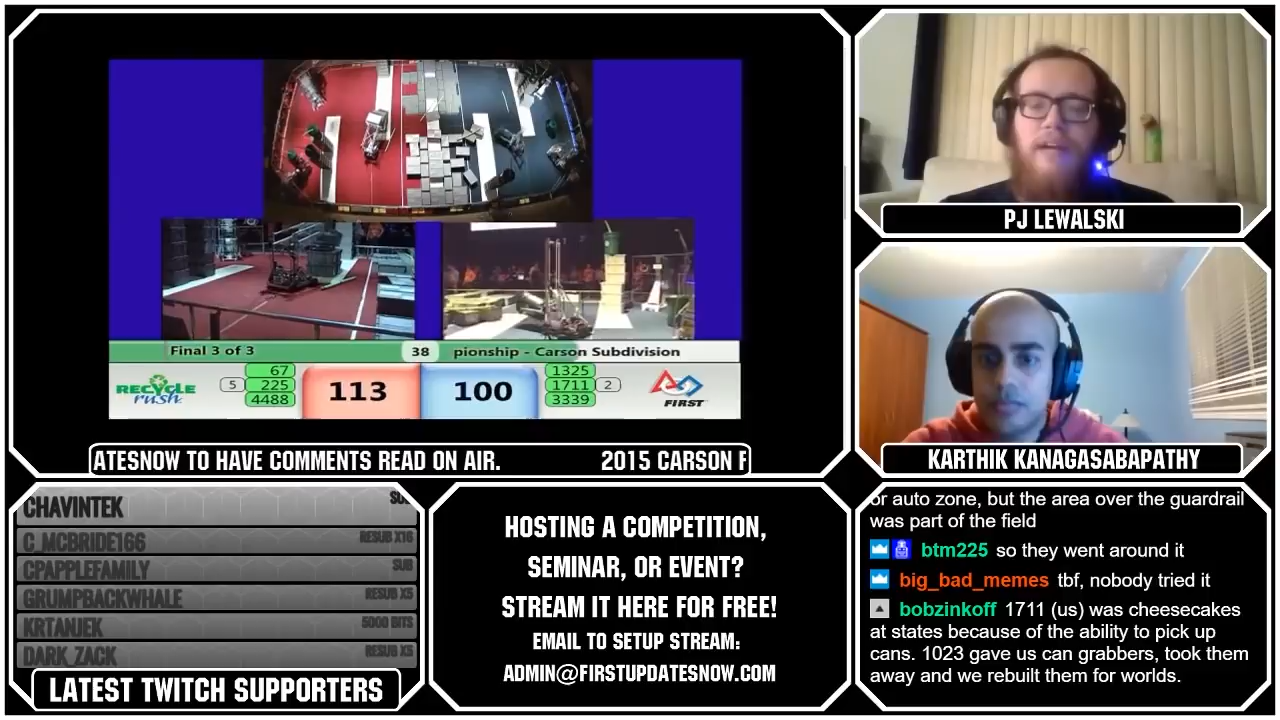 Final 3 of 3
38
pionship - Carson Subdivision
RECYCLE
rush
5
67
225
4488
113
100
1325
1711
3339
2
FIRST
ATESNOW TO HAVE COMMENTS READ ON AIR.
2015 CARSON F
PJ LEWALSKI
KARTHIK KANAGASABAPATHY
CHAVINTEK
SUB
C_MCBRIDE166
RESUB X16
CPAPPLEFAMILY
SUB
GRUMPBACKWHALE
RESUB X5
KRTANJEK
5000 BITS
DARK_ZACK
RESUB X5
LATEST TWITCH SUPPORTERS
HOSTING A COMPETITION,
SEMINAR, OR EVENT?
STREAM IT HERE FOR FREE!
EMAIL TO SETUP STREAM:
ADMIN@FIRSTUPDATESNOW.COM
or auto zone, but the area over the guardrail
was part of the field
btm225 so they went around it
big_bad_memes tbf, nobody tried it
bobzinkoff 1711 (us) was cheesecakes
at states because of the ability to pick up
cans. 1023 gave us can grabbers, took them
away and we rebuilt them for worlds.